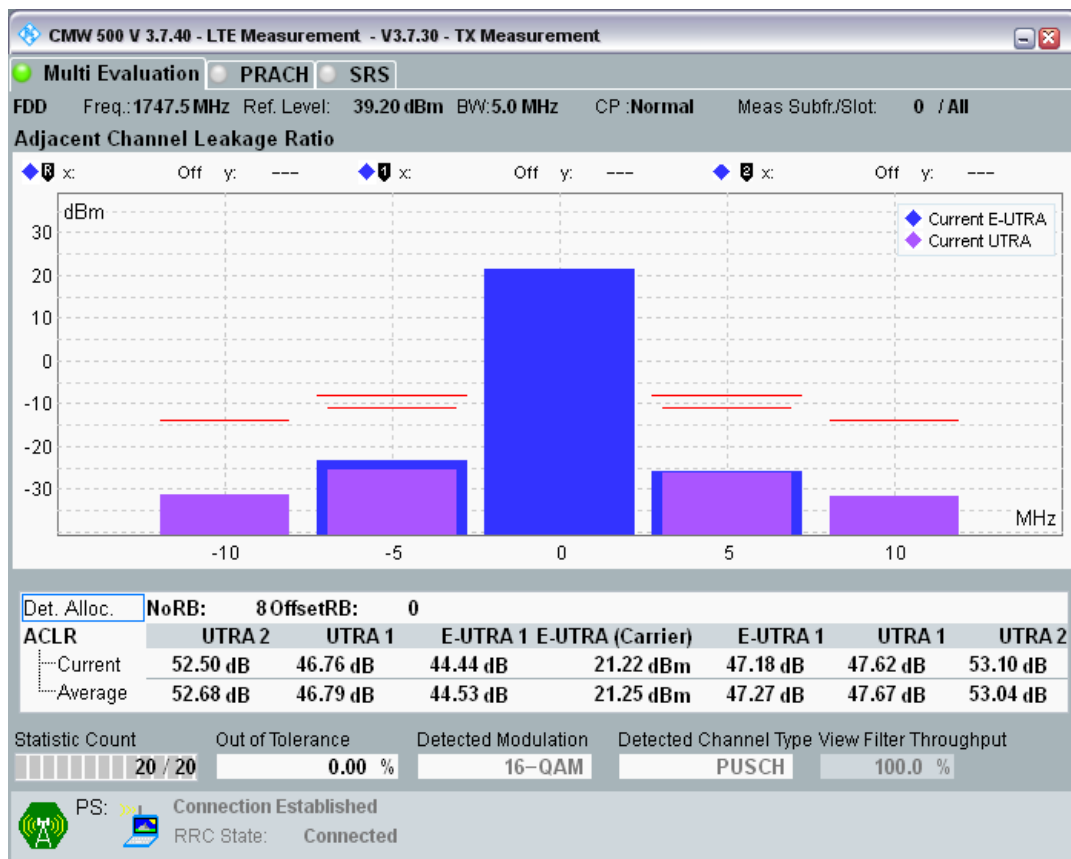 CMW 500 V 3.7.40 - LTE Measurement - V3.7.30 - TX Measurement
Multi Evaluation PRACH SRS
FDD Freq.:1747.5 MHz Ref. Level: 39.20 dBm BW:5.0 MHz CP :Normal Meas Subfr./Slot: 0 / All
Adjacent Channel Leakage Ratio
R x: Off y: --- 1 x: Off y: --- 2 x: Off y: ---
dBm
Current E-UTRA
Current UTRA
30
20
10
0
-10
-20
-30
MHz
-10 -5 0 5 10
Det. Alloc. NoRB: 8 OffsetRB: 0
ACLR UTRA 2 UTRA 1 E-UTRA 1 E-UTRA (Carrier) E-UTRA 1 UTRA 1 UTRA 2
Current 52.50 dB 46.76 dB 44.44 dB 21.22 dBm 47.18 dB 47.62 dB 53.10 dB
Average 52.68 dB 46.79 dB 44.53 dB 21.25 dBm 47.27 dB 47.67 dB 53.04 dB
Statistic Count Out of Tolerance Detected Modulation Detected Channel Type View Filter Throughput
20 / 20 0.00 % 16-QAM PUSCH 100.0 %
PS: Connection Established
RRC State: Connected